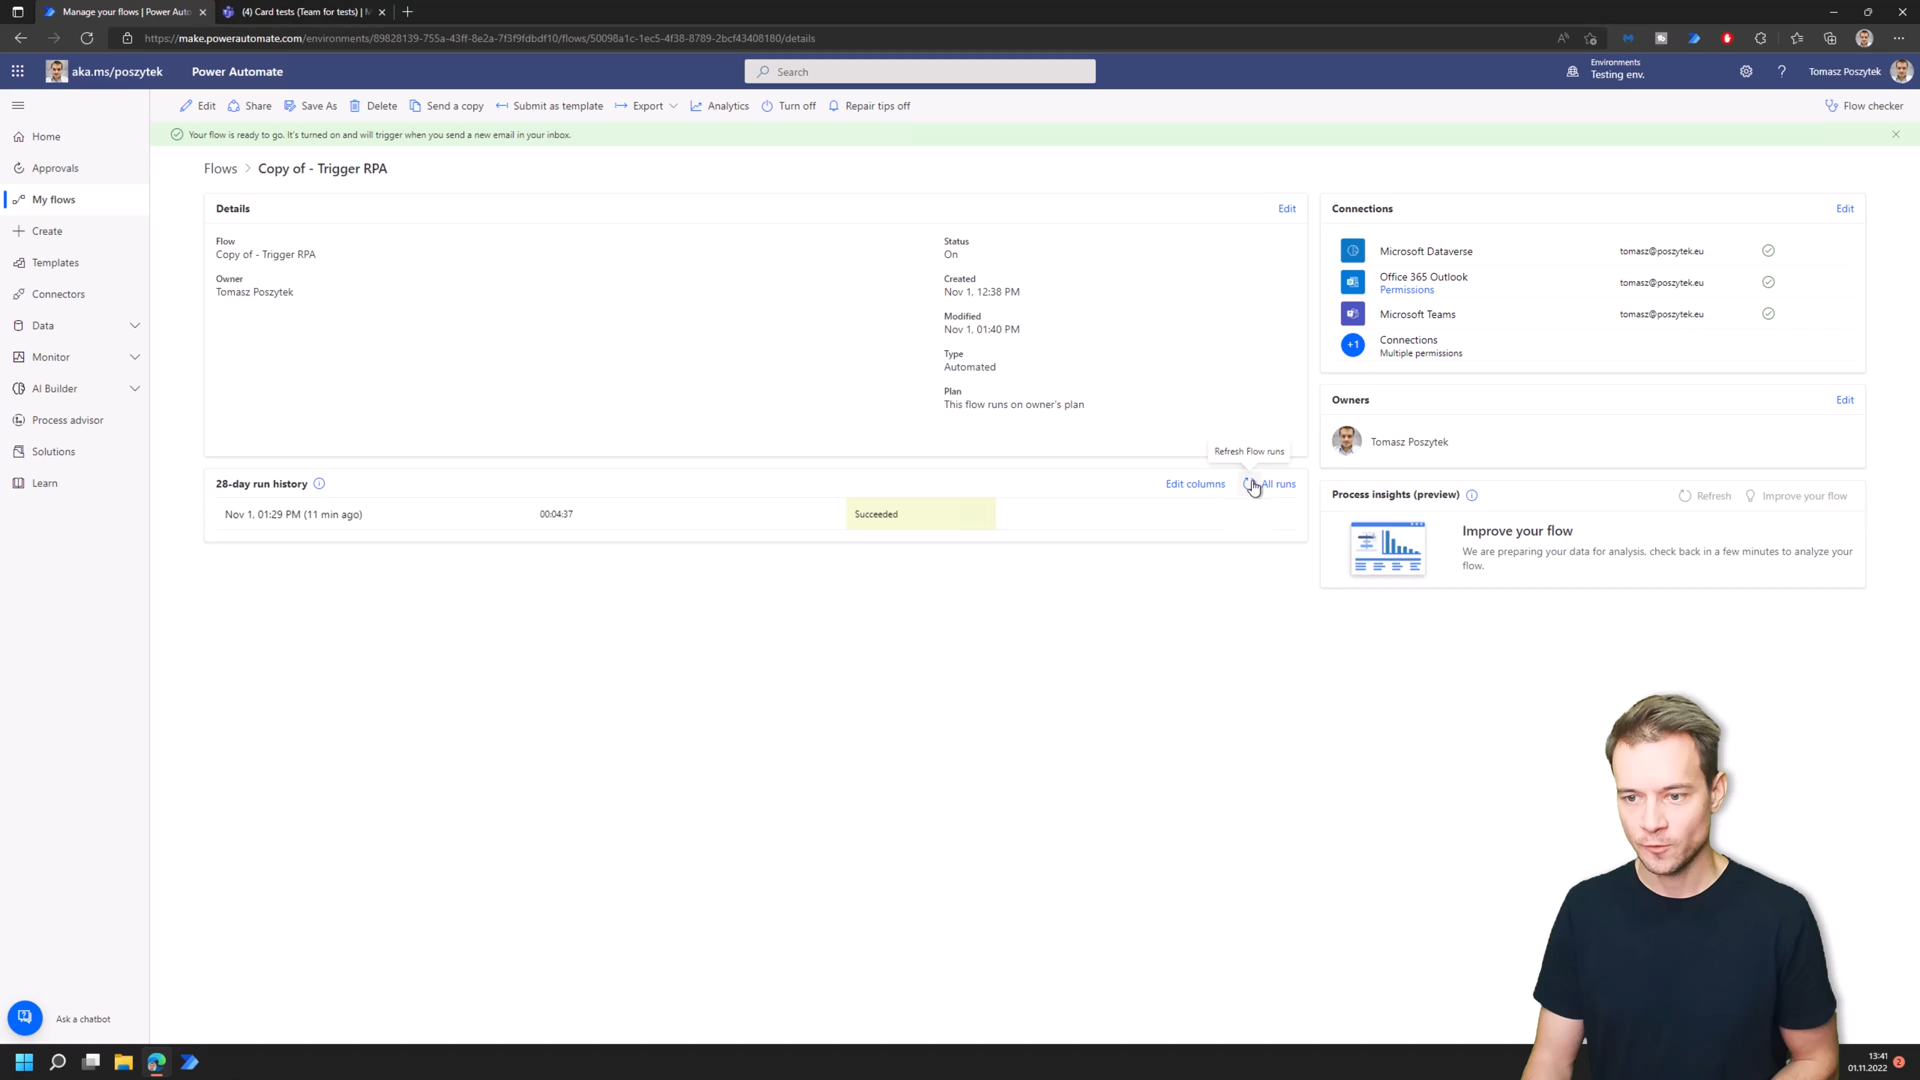 Manage your flows | Power Auto
(4) Card tests (Team for tests) | M
https://make.powerautomate.com/environments/89828139-755a-43ff-8e2a-7f3f9fdbdf10/flows/50098a1c-1ec5-4f38-8789-2bcf43408180/details
aka.ms/poszytek
Power Automate
Search
Environments
Testing env.
Tomasz Poszytek
Edit
Share
Save As
Delete
Send a copy
Submit as template
Export
Analytics
Turn off
Repair tips off
Flow checker
Your flow is ready to go. It's turned on and will trigger when you send a new email in your inbox.
Home
Approvals
My flows
Create
Templates
Connectors
Data
Monitor
AI Builder
Process advisor
Solutions
Learn
Ask a chatbot
Flows > Copy of - Trigger RPA
Details
Edit
Flow
Copy of - Trigger RPA
Owner
Tomasz Poszytek
Status
On
Created
Nov 1, 12:38 PM
Modified
Nov 1, 01:40 PM
Type
Automated
Plan
This flow runs on owner's plan
Refresh Flow runs
28-day run history
Edit columns
All runs
Nov 1, 01:29 PM (11 min ago)
00:04:37
Succeeded
Connections
Edit
Microsoft Dataverse
tomasz@poszytek.eu
Office 365 Outlook
Permissions
tomasz@poszytek.eu
Microsoft Teams
tomasz@poszytek.eu
+1
Connections
Multiple permissions
Owners
Edit
Tomasz Poszytek
Process insights (preview)
Refresh
Improve your flow
Improve your flow
We are preparing your data for analysis, check back in a few minutes to analyze your
flow.
13:41
01.11.2022
2